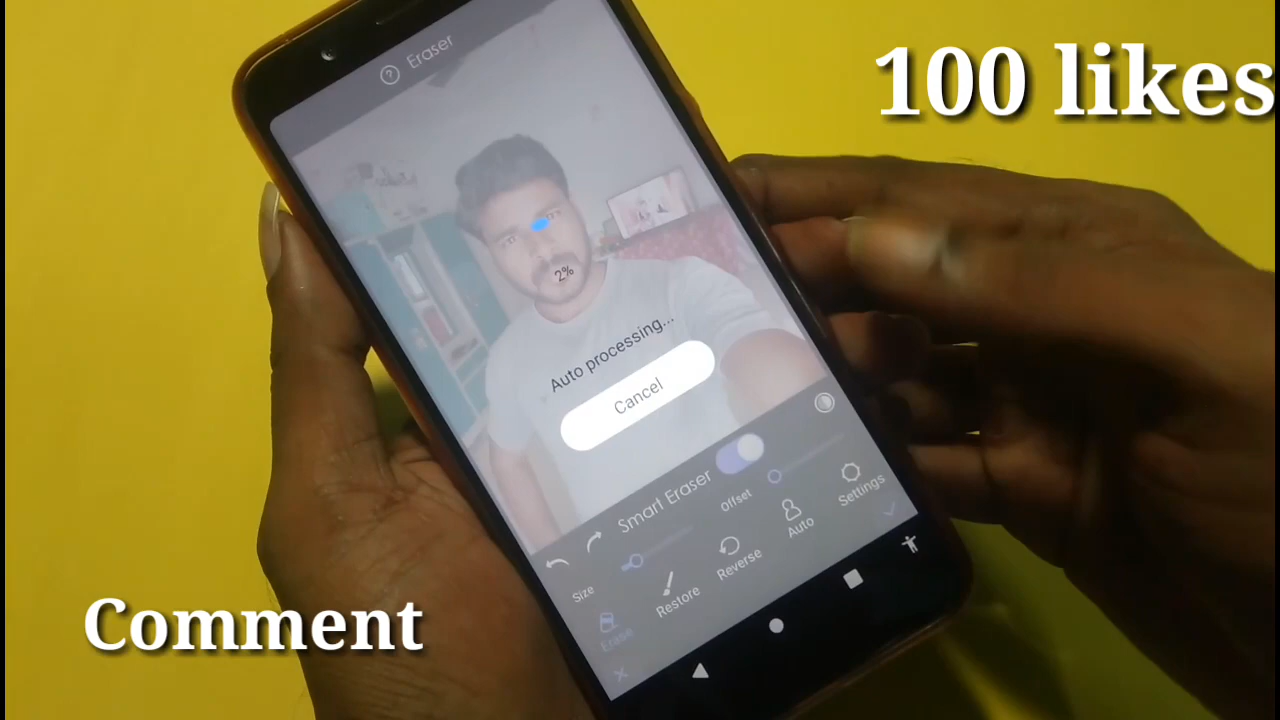 Eraser
100 likes
2%
Auto processing...
Cancel
Smart Eraser
Offset
Settings
Auto
Reverse
Restore
Size
Erase
Comment